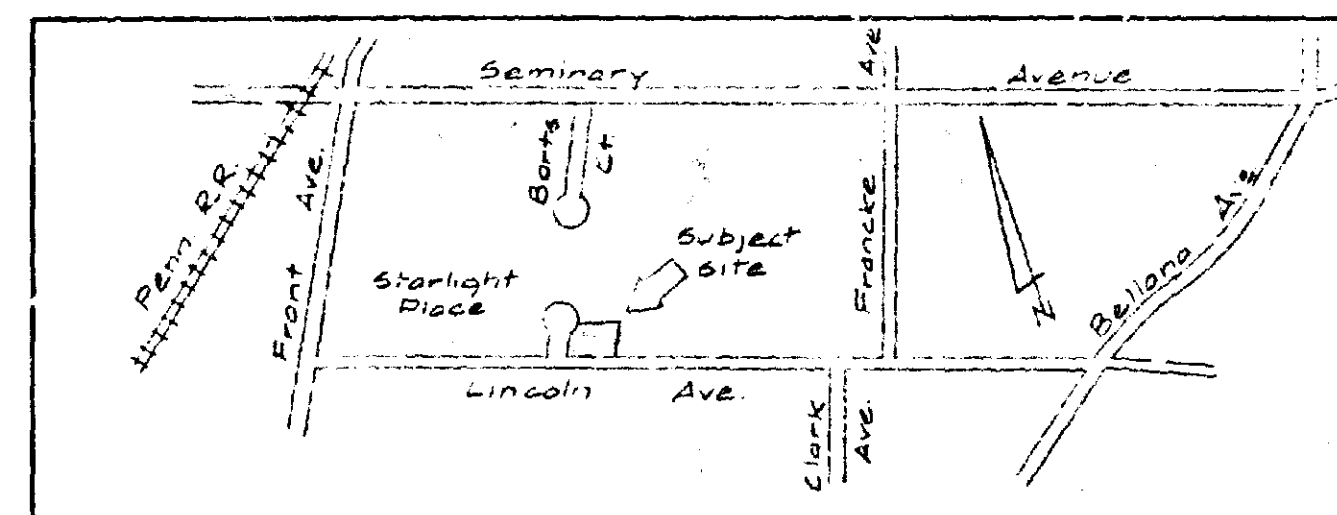 Seminary Avenue
Ave
Penn R.R.
Front Ave.
Borts Ct.
Francke
Bellona Ave
Subject
Site
Starlight
Place
N
Lincoln Ave.
Clark Ave.